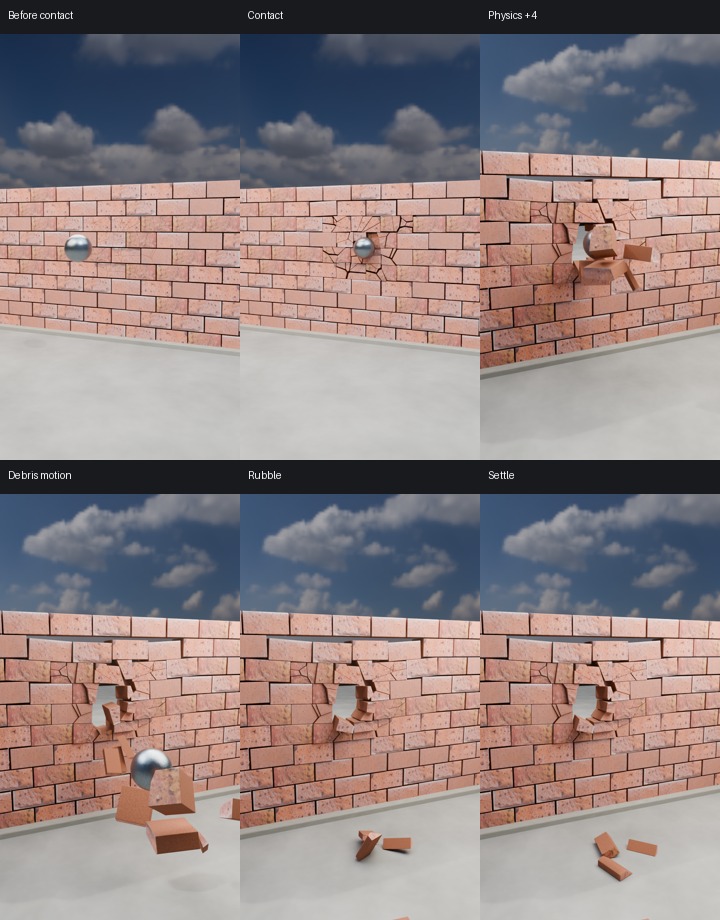 Before contact
Contact
Physics +4
Debris motion
Rubble
Settle